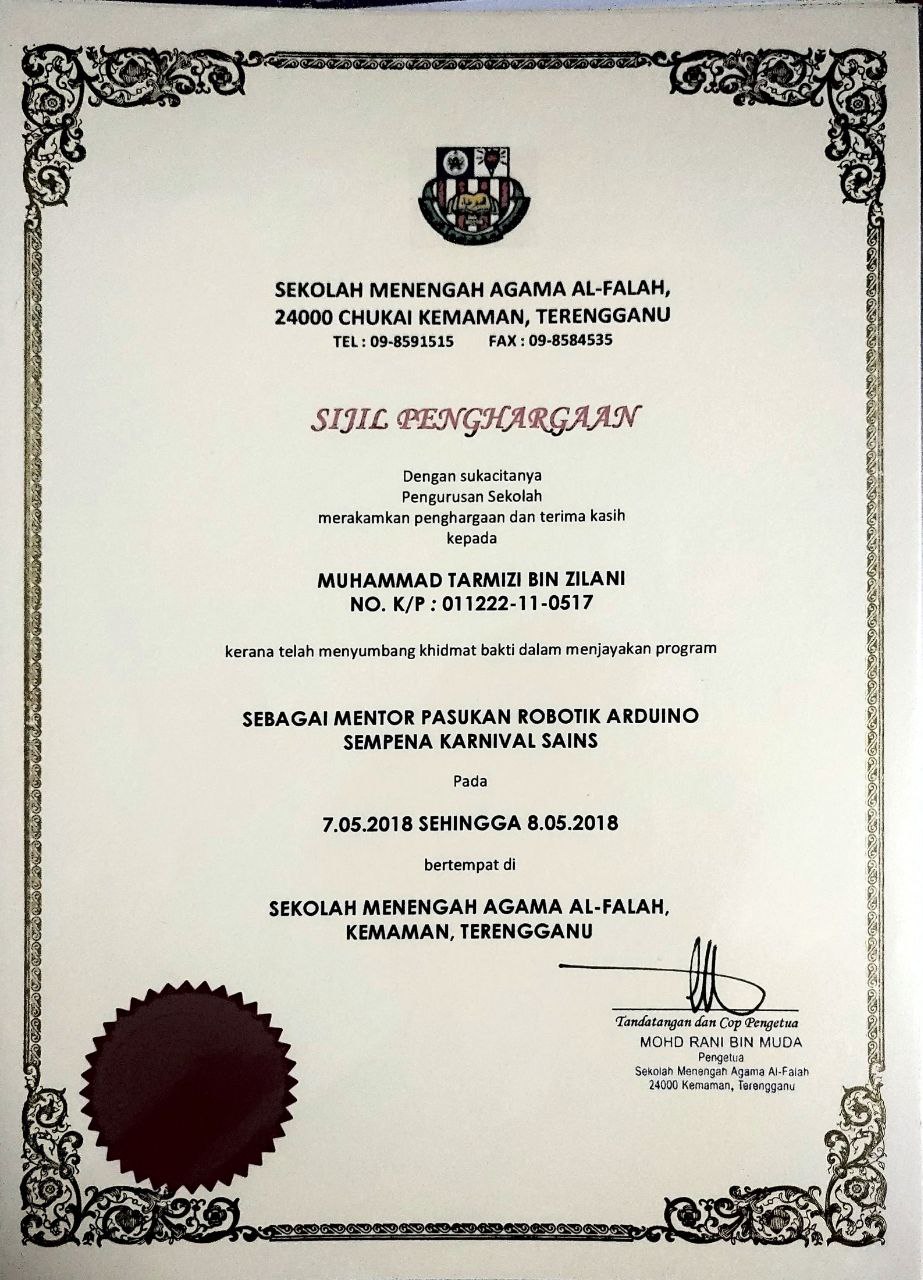 SEKOLAH MENENGAH AGAMA AL-FALAH,
24000 CHUKAI KEMAMAN, TERENGGANU
TEL : 09-8591515 FAX : 09-8584535
SIJIL PENGHARGAAN
Dengan sukacitanya
Pengurusan Sekolah
merakamkan penghargaan dan terima kasih
kepada
MUHAMMAD TARMIZI BIN ZILANI
NO. K/P : 011222-11-0517
kerana telah menyumbang khidmat bakti dalam menjayakan program
SEBAGAI MENTOR PASUKAN ROBOTIK ARDUINO
SEMPENA KARNIVAL SAINS
Pada
7.05.2018 SEHINGGA 8.05.2018
bertempat di
SEKOLAH MENENGAH AGAMA AL-FALAH,
KEMAMAN, TERENGGANU
Tandatangan dan Cop Pengetua
MOHD RANI BIN MUDA
Pengetua
Sekolah Menengah Agama Al-Falah
24000 Kemaman, Terengganu